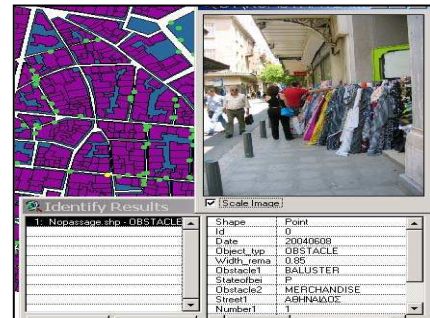 Scale Image
Identify Results
1: Nopassage.shp - OBSTACLE
Shape Point
Id 0
Date 20040608
Object_typ OBSTACLE
Width_rema 0.85
Obstacle1 BALUSTER
Stateofbei P
Obstacle2 MERCHANDISE
Street1 ΑΘΗΝΑΙΔΟΣ
Number1 1